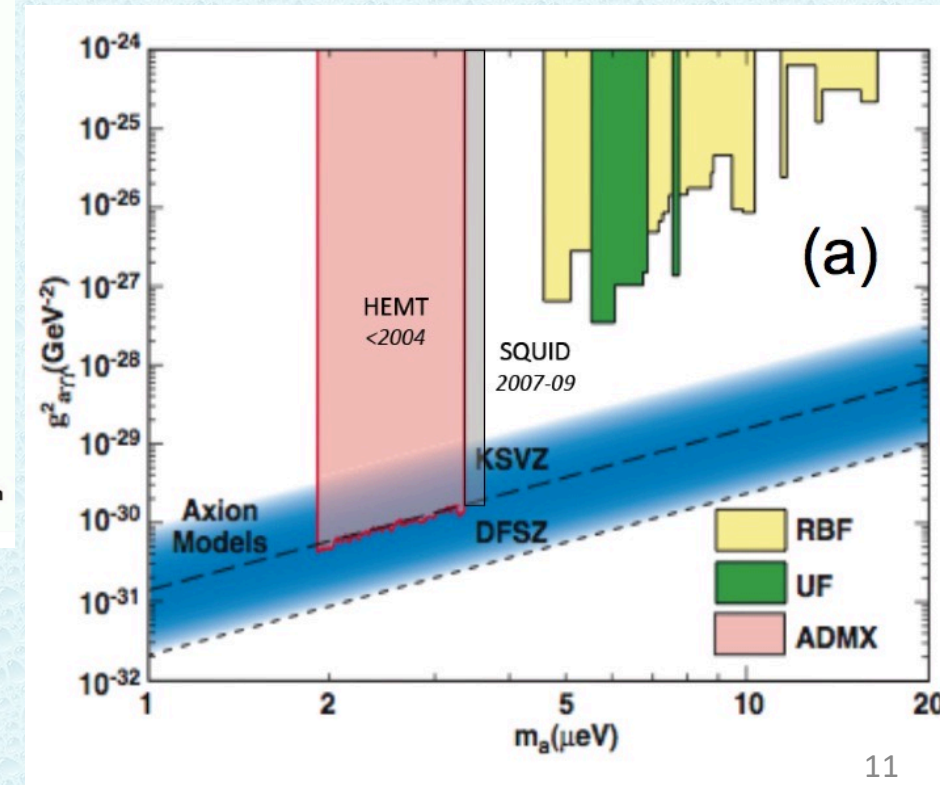 10⁻²⁴
10⁻²⁵
10⁻²⁶
10⁻²⁷
10⁻²⁸
10⁻²⁹
10⁻³⁰
10⁻³¹
10⁻³²
g²aγγ(GeV⁻²)
(a)
HEMT
<2004
SQUID
2007-09
KSVZ
Axion
Models
DFSZ
RBF
UF
ADMX
1 2 5 10 20
mₐ(μeV)
11